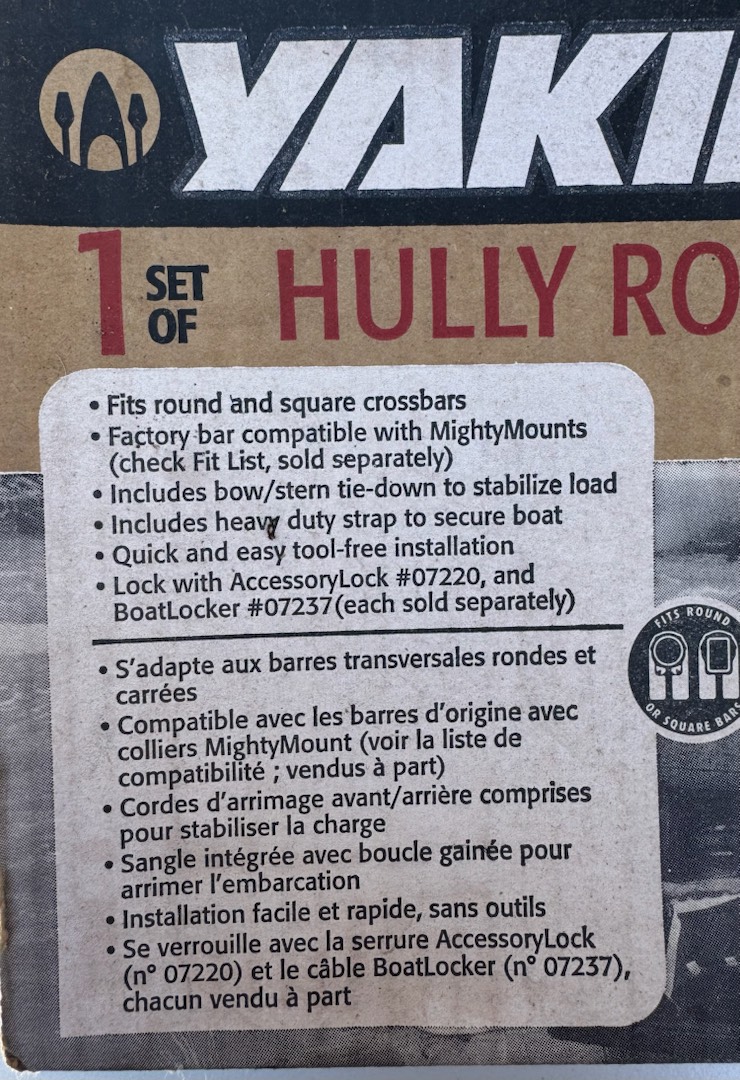 YAKI
1 SET
OF
HULLY RO
• Fits round and square crossbars
• Factory bar compatible with MightyMounts
(check Fit List, sold separately)
• Includes bow/stern tie-down to stabilize load
• Includes heavy duty strap to secure boat
• Quick and easy tool-free installation
• Lock with AccessoryLock #07220, and
BoatLocker #07237(each sold separately)
• S'adapte aux barres transversales rondes et
carrées
• Compatible avec les barres d'origine avec
colliers MightyMount (voir la liste de
compatibilité ; vendus à part)
• Cordes d'arrimage avant/arrière comprises
pour stabiliser la charge
• Sangle intégrée avec boucle gainée pour
arrimer l'embarcation
• Installation facile et rapide, sans outils
• Se verrouille avec la serrure AccessoryLock
(n° 07220) et le câble BoatLocker (n° 07237),
chacun vendu à part
FITS ROUND
OR SQUARE BARS